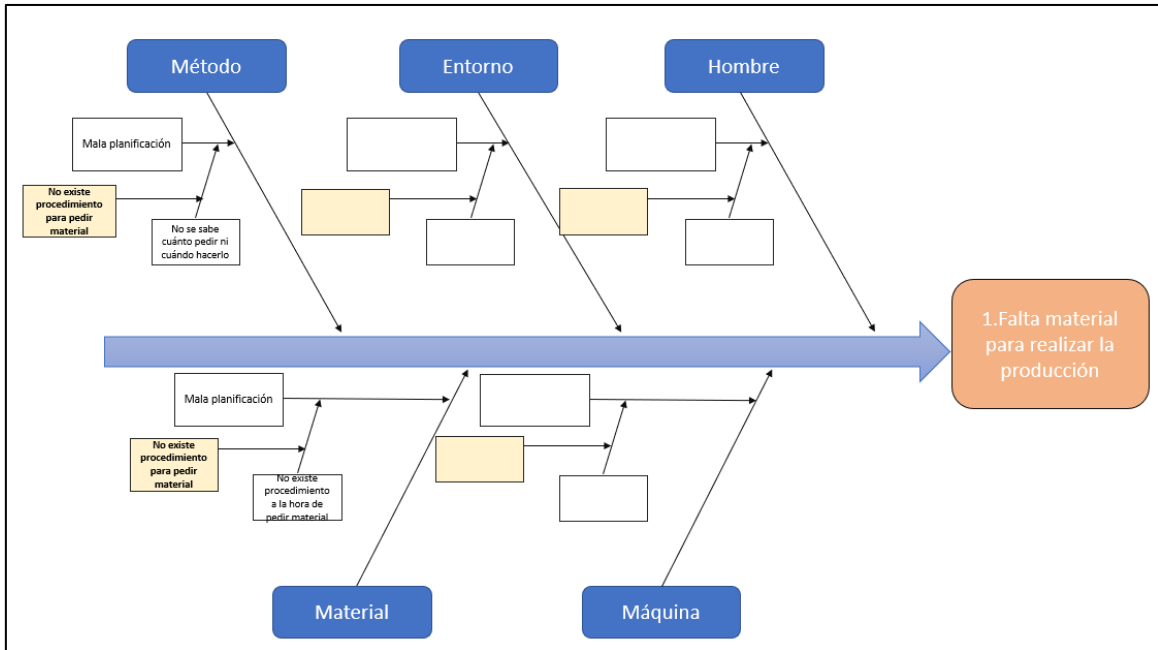 Método
Entorno
Hombre
Mala planificación
No existe
procedimiento
para pedir
material
No se sabe
cuánto pedir ni
cuándo hacerlo
1.Falta material
para realizar la
producción
Mala planificación
No existe
procedimiento
para pedir
material
No existe
procedimiento
a la hora de
pedir material
Material
Máquina